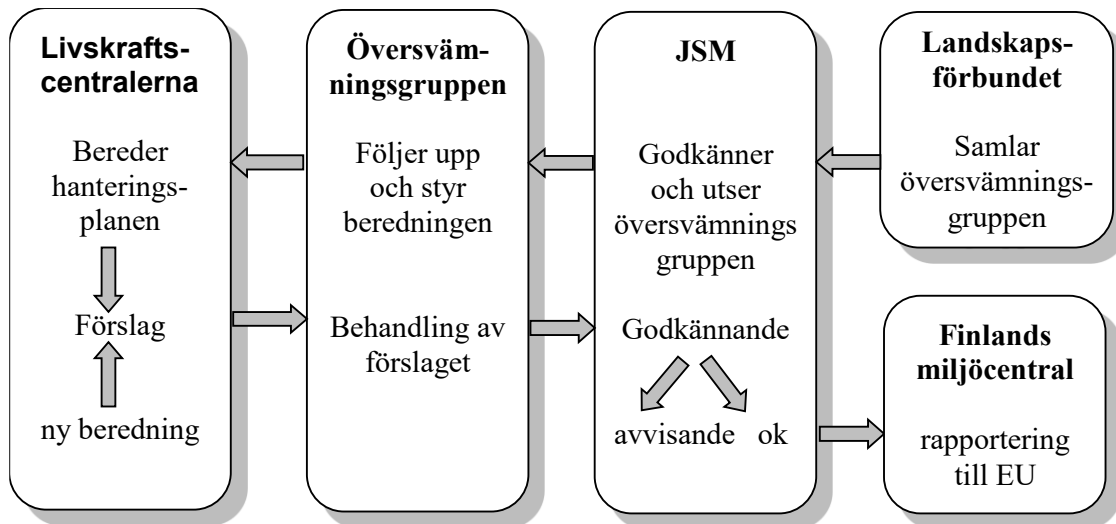 Livskrafts-
centralerna
Bereder
hanterings-
planen
Förslag
ny beredning
Översväm-
ningsgruppen
Följer upp
och styr
beredningen
Behandling av
förslaget
JSM
Godkänner
och utser
översvämnings
gruppen
Godkännande
avvisande ok
Landskaps-
förbundet
Samlar
översvämnings-
gruppen
Finlands
miljöcentral
rapportering
till EU